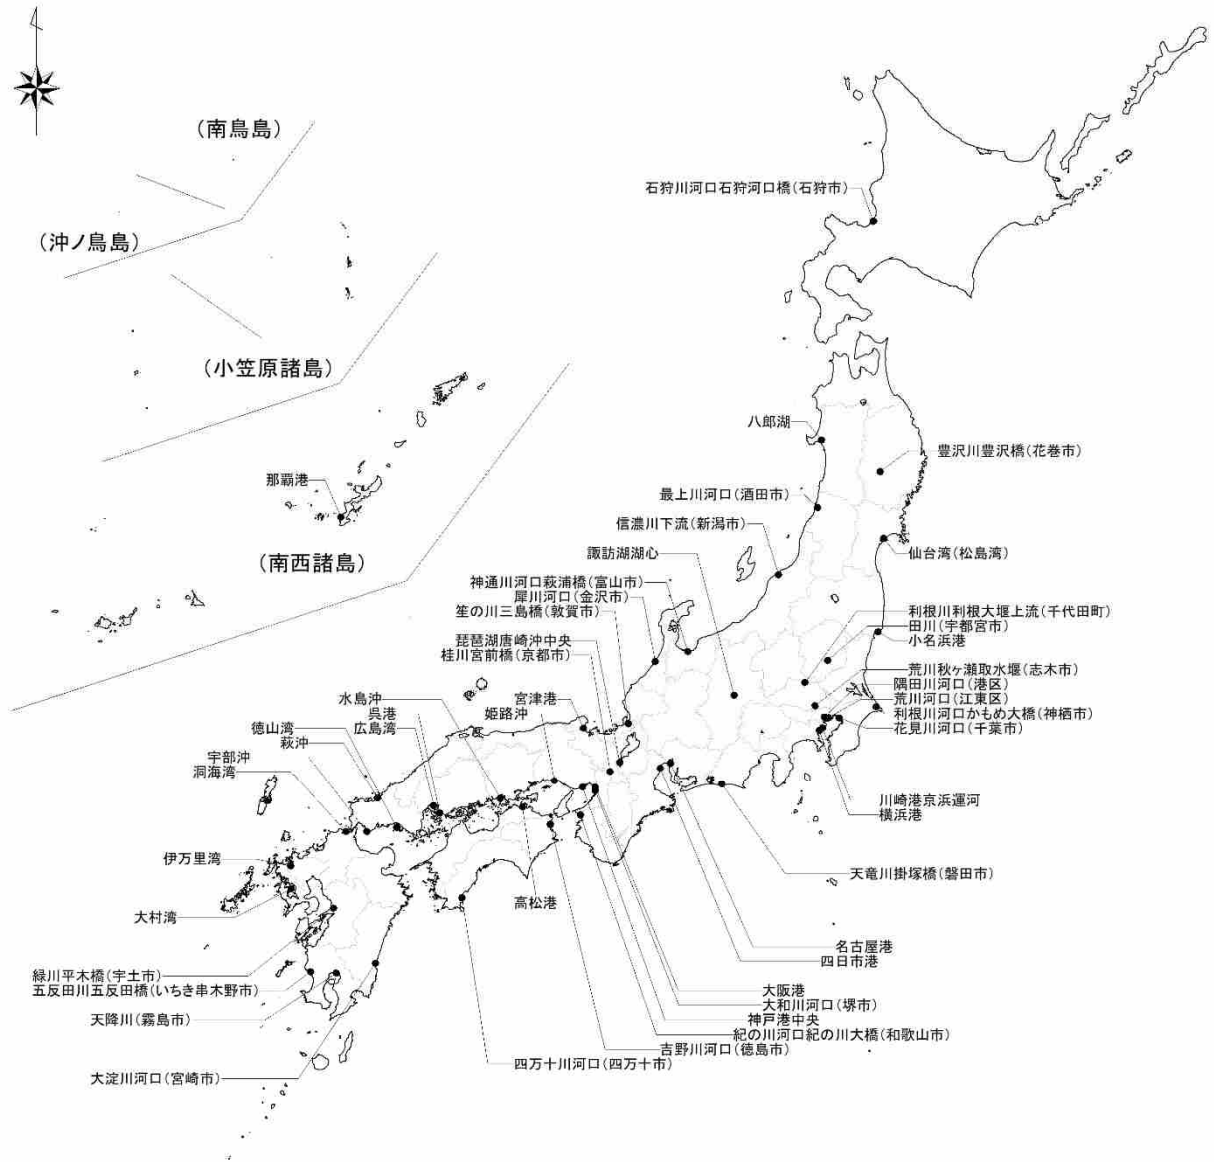 (南鳥島)
石狩川河口石狩河口橋(石狩市)
(沖ノ鳥島)
(小笠原諸島)
八郎湖
豊沢川豊沢橋(花巻市)
那覇港
最上川河口(酒田市)
信濃川下流(新潟市)
仙台湾(松島湾)
諏訪湖湖心
(南西諸島)
神通川河口萩浦橋(富山市)
犀川河口(金沢市)
笙の川三島橋(敦賀市)
利根川利根大堰上流(千代田町)
田川(宇都宮市)
小名浜港
琵琶湖唐崎沖中央
桂川宮前橋(京都市)
荒川秋ヶ瀬取水堰(志木市)
隅田川河口(港区)
荒川河口(江東区)
利根川河口かもめ大橋(神栖市)
花見川河口(千葉市)
水島沖
宮津港
呉港
姫路沖
徳山湾
広島湾
萩沖
宇部沖
洞海湾
川崎港京浜運河
横浜港
伊万里湾
天竜川掛塚橋(磐田市)
高松港
大村湾
名古屋港
四日市港
緑川平木橋(宇土市)
五反田川五反田橋(いちき串木野市)
大阪港
大和川河口(堺市)
天降川(霧島市)
神戸港中央
紀の川河口紀の川大橋(和歌山市)
吉野川河口(徳島市)
四万十川河口(四万十市)
大淀川河口(宮崎市)